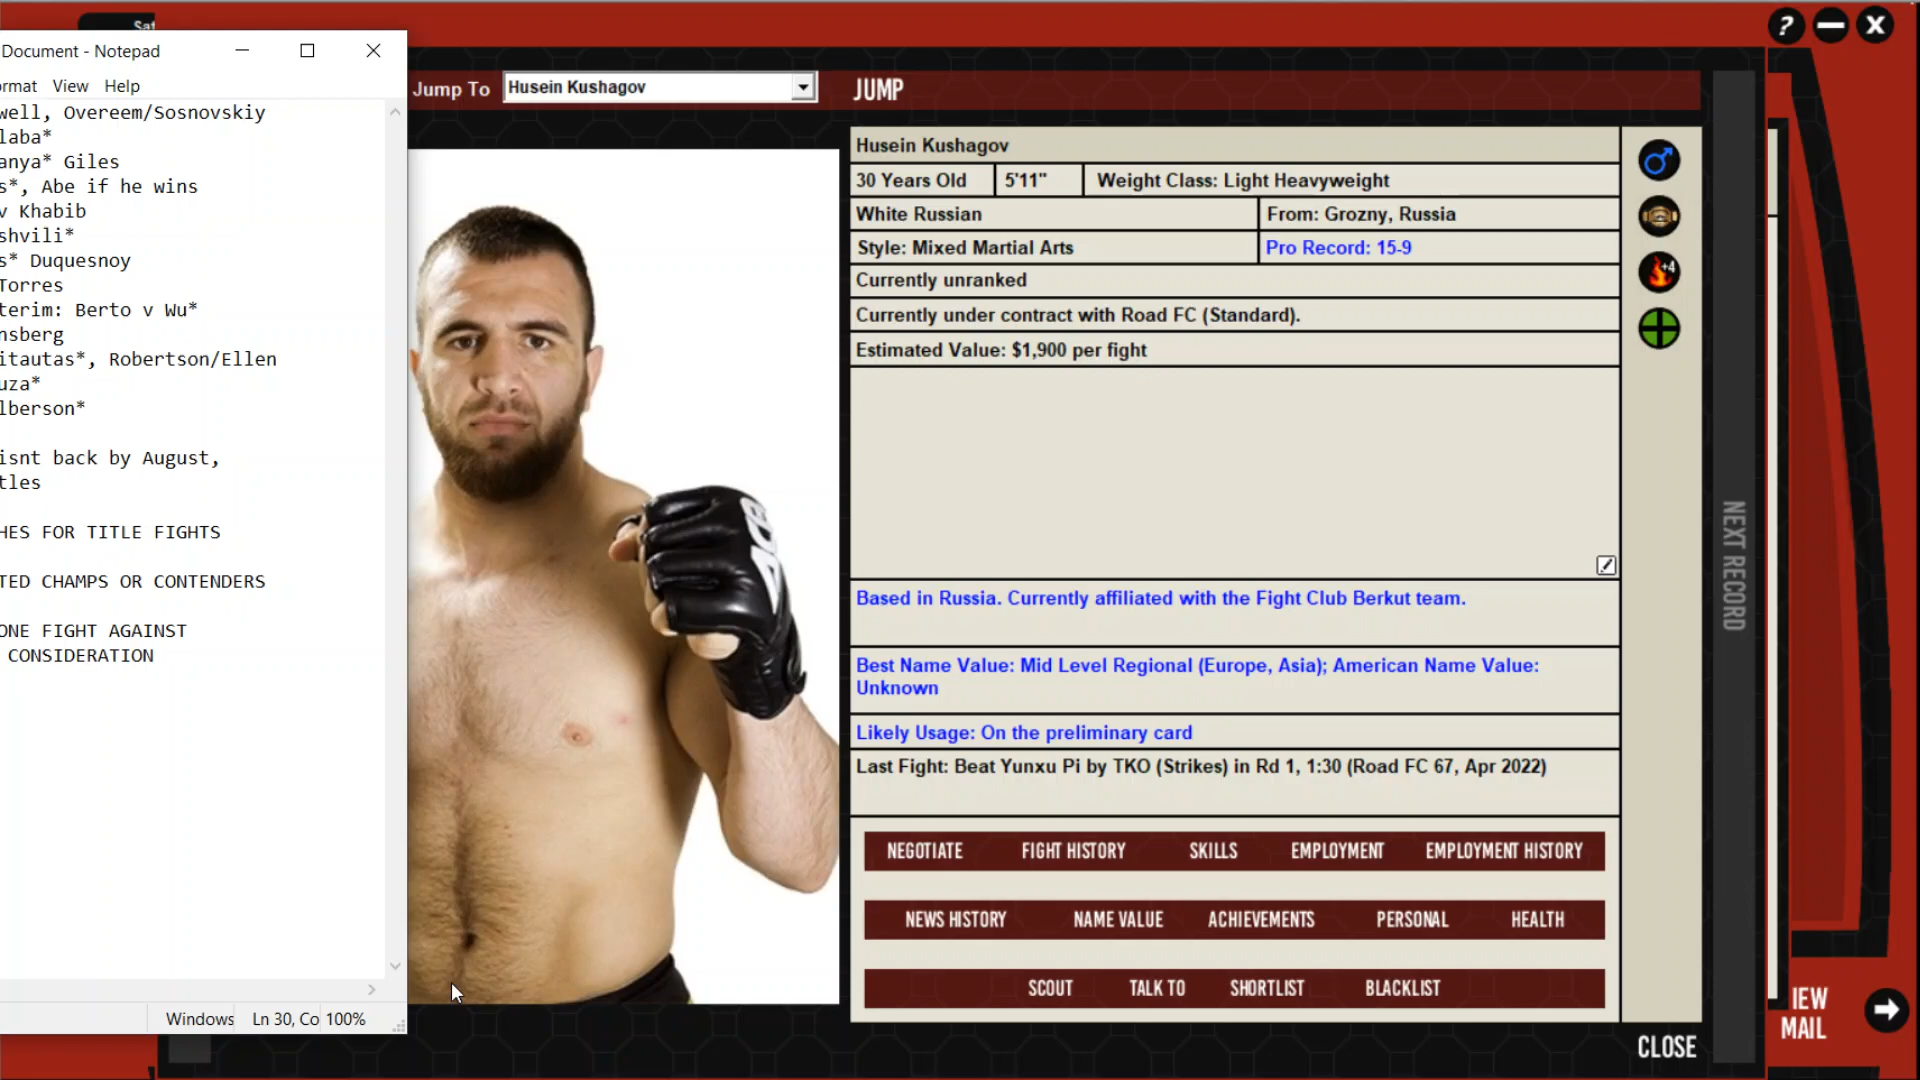 Sat
Document - Notepad
ormat View Help
well, Overeem/Sosnovskiy
laba*
anya* Giles
s*, Abe if he wins
v Khabib
shvili*
s* Duquesnoy
Torres
terim: Berto v Wu*
nsberg
itautas*, Robertson/Ellen
uza*
lberson*
isnt back by August,
tles
HES FOR TITLE FIGHTS
TED CHAMPS OR CONTENDERS
ONE FIGHT AGAINST
CONSIDERATION
Windows Ln 30, Co 100%
Jump To Husein Kushagov JUMP
Husein Kushagov
30 Years Old 5'11" Weight Class: Light Heavyweight
White Russian From: Grozny, Russia
Style: Mixed Martial Arts Pro Record: 15-9
Currently unranked
Currently under contract with Road FC (Standard).
Estimated Value: $1,900 per fight
Based in Russia. Currently affiliated with the Fight Club Berkut team.
Best Name Value: Mid Level Regional (Europe, Asia); American Name Value:
Unknown
Likely Usage: On the preliminary card
Last Fight: Beat Yunxu Pi by TKO (Strikes) in Rd 1, 1:30 (Road FC 67, Apr 2022)
NEGOTIATE FIGHT HISTORY SKILLS EMPLOYMENT EMPLOYMENT HISTORY
NEWS HISTORY NAME VALUE ACHIEVEMENTS PERSONAL HEALTH
SCOUT TALK TO SHORTLIST BLACKLIST
CLOSE
+4
NEXT RECORD
?
X
IEW
MAIL
ACB